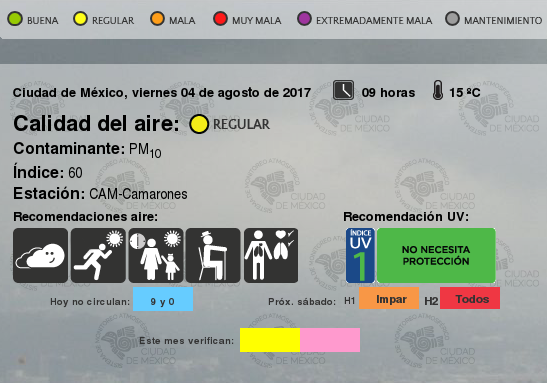 BUENA REGULAR MALA MUY MALA EXTREMADAMENTE MALA MANTENIMIENTO
Ciudad de México, viernes 04 de agosto de 2017 09 horas 15 ºC
Calidad del aire: REGULAR
Contaminante: PM10
Índice: 60
Estación: CAM-Camarones
Recomendaciones aire: Recomendación UV:
ÍNDICE
UV
1
NO NECESITA
PROTECCIÓN
Hoy no circulan: 9 y 0 Próx. sábado: H1 Impar H2 Todos
Este mes verifican:
CIUDAD
DE MÉXICO